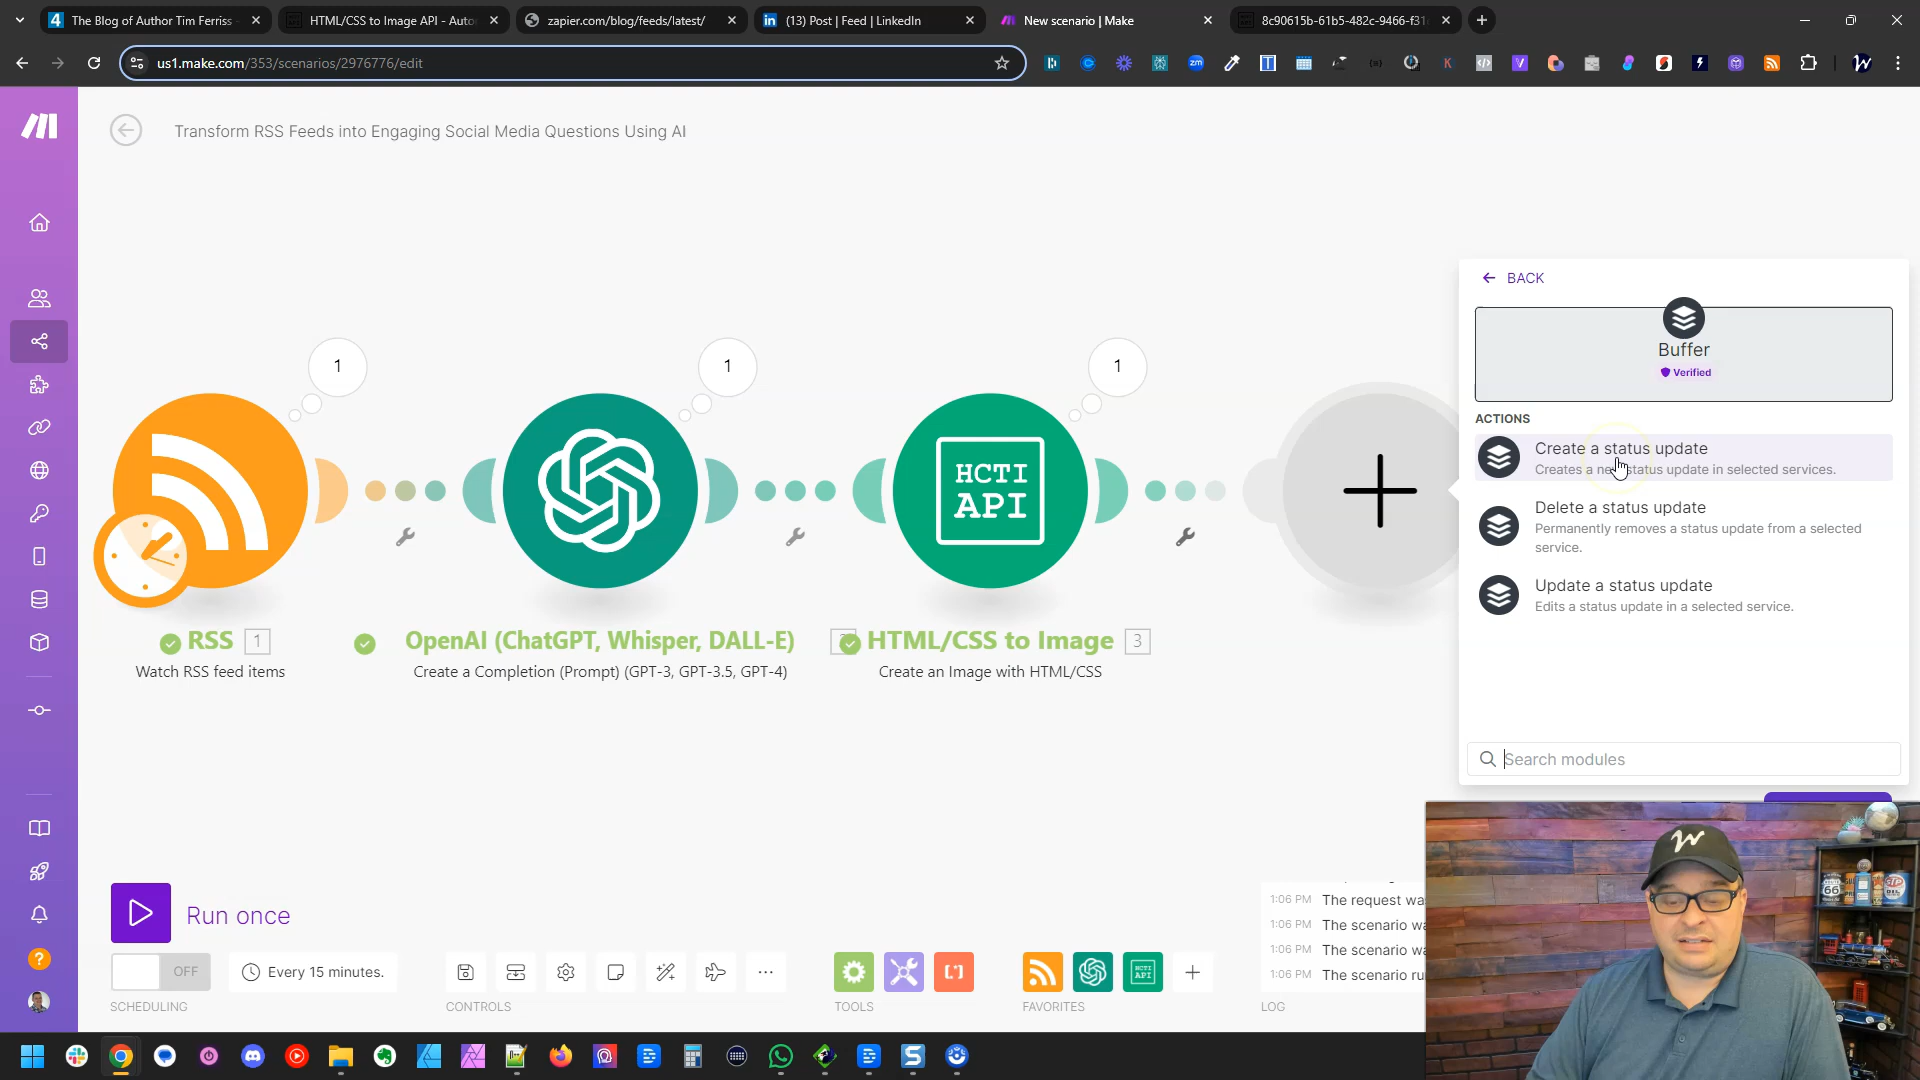 The Blog of Author Tim Ferriss
HTML/CSS to Image API - Auto
zapier.com/blog/feeds/latest/
(13) Post | Feed | LinkedIn
New scenario | Make
8c90615b-61b5-482c-9466-f31
us1.make.com/353/scenarios/2976776/edit
Transform RSS Feeds into Engaging Social Media Questions Using AI
BACK
Buffer
Verified
ACTIONS
Create a status update
Creates a new status update in selected services.
Delete a status update
Permanently removes a status update from a selected
service.
Update a status update
Edits a status update in a selected service.
Search modules
1
1
1
HCTI
API
RSS 1
Watch RSS feed items
OpenAI (ChatGPT, Whisper, DALL-E)
Create a Completion (Prompt) (GPT-3, GPT-3.5, GPT-4)
HTML/CSS to Image 3
Create an Image with HTML/CSS
Run once
OFF
Every 15 minutes.
SCHEDULING
CONTROLS
TOOLS
FAVORITES
LOG
1:06 PM The request wa
1:06 PM The scenario wa
1:06 PM The scenario wa
1:06 PM The scenario ru